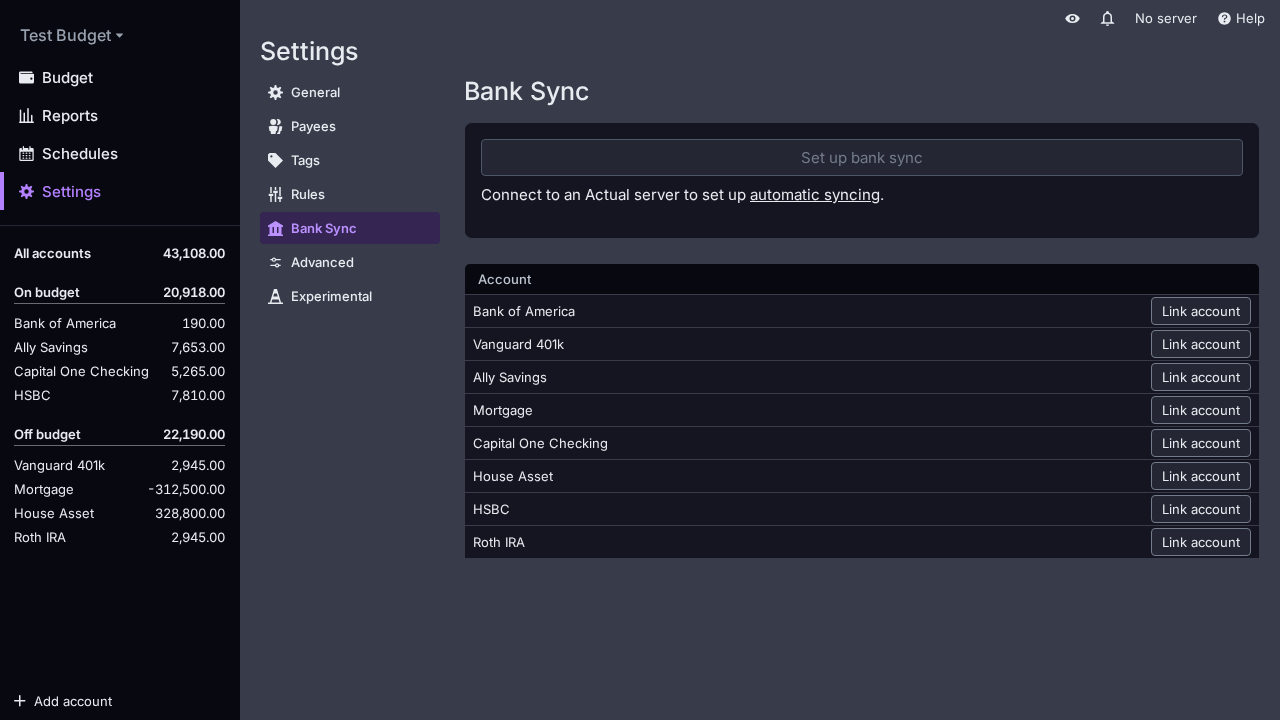 Test Budget
Budget
Reports
Schedules
Settings
All accounts 43,108.00
On budget 20,918.00
Bank of America 190.00
Ally Savings 7,653.00
Capital One Checking 5,265.00
HSBC 7,810.00
Off budget 22,190.00
Vanguard 401k 2,945.00
Mortgage -312,500.00
House Asset 328,800.00
Roth IRA 2,945.00
Add account
No server
Help
Settings
General
Payees
Tags
Rules
Bank Sync
Advanced
Experimental
Bank Sync
Set up bank sync
Connect to an Actual server to set up automatic syncing.
Account
Bank of America Link account
Vanguard 401k Link account
Ally Savings Link account
Mortgage Link account
Capital One Checking Link account
House Asset Link account
HSBC Link account
Roth IRA Link account